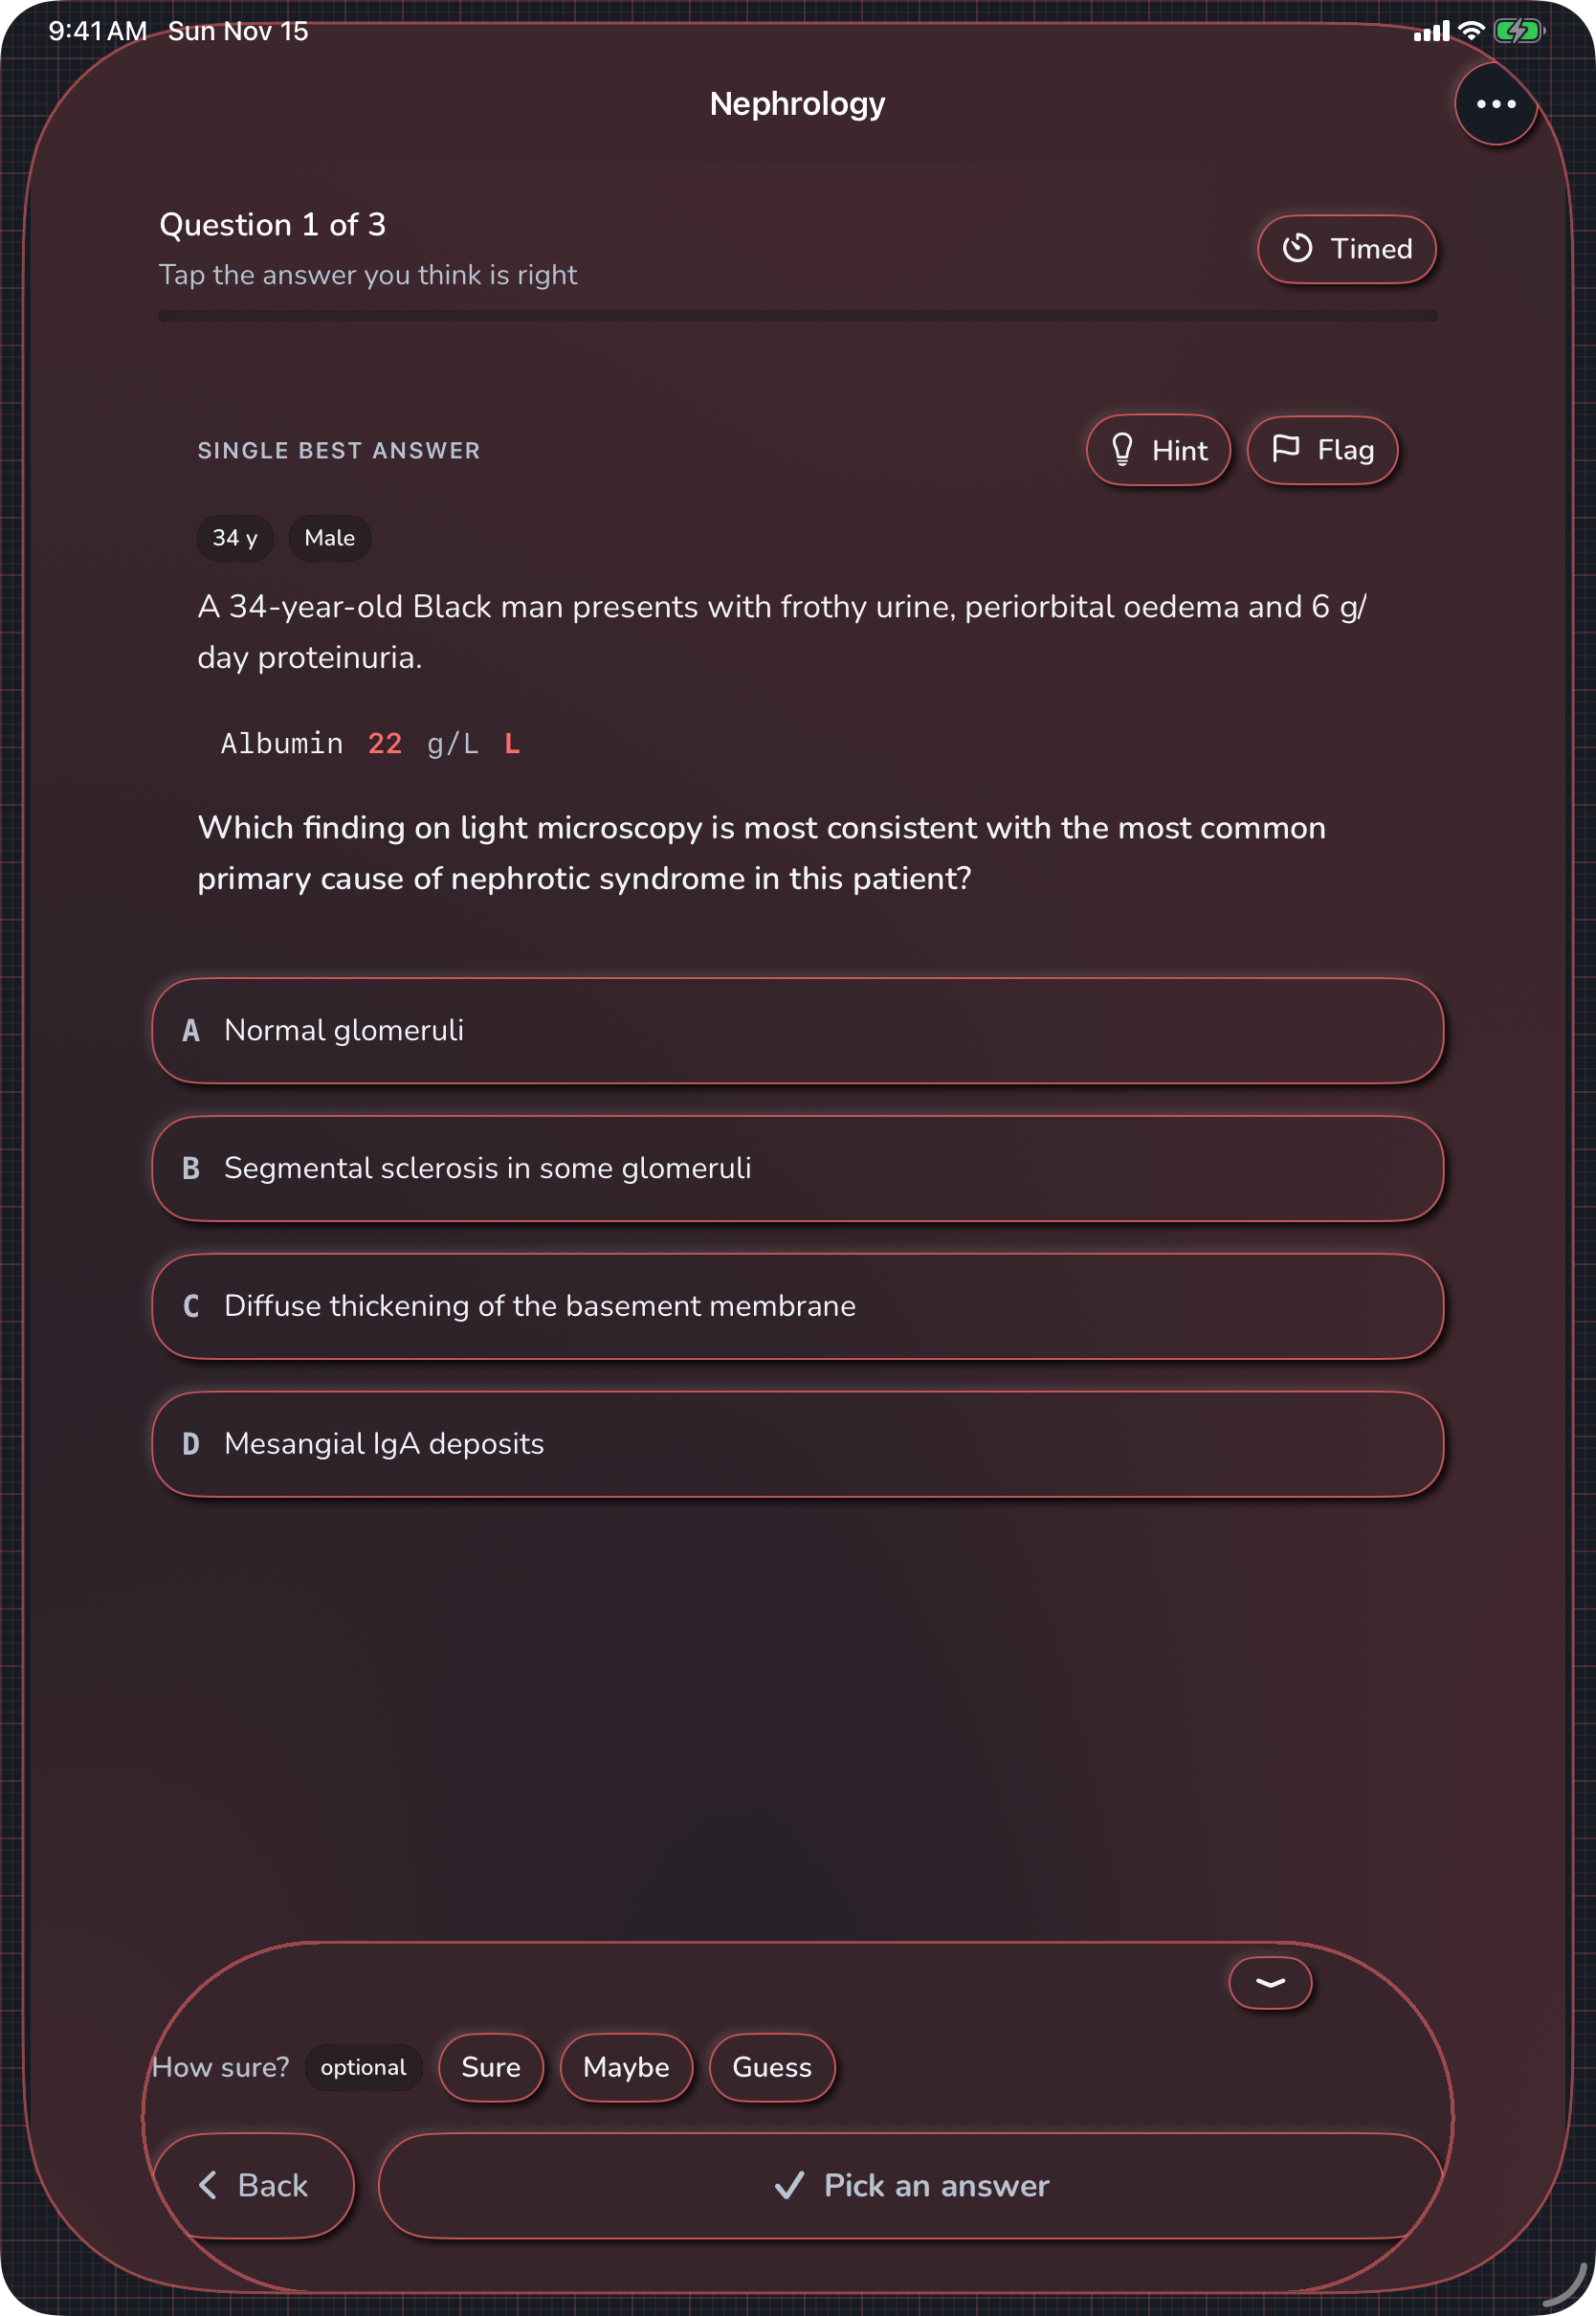 9:41 AM Sun Nov 15
Nephrology
Question 1 of 3
Tap the answer you think is right
Timed
SINGLE BEST ANSWER
Hint
Flag
34 y
Male
A 34-year-old Black man presents with frothy urine, periorbital oedema and 6 g/
day proteinuria.
Albumin 22 g/L L
Which finding on light microscopy is most consistent with the most common
primary cause of nephrotic syndrome in this patient?
A Normal glomeruli
B Segmental sclerosis in some glomeruli
C Diffuse thickening of the basement membrane
D Mesangial IgA deposits
How sure? optional Sure Maybe Guess
Back
Pick an answer